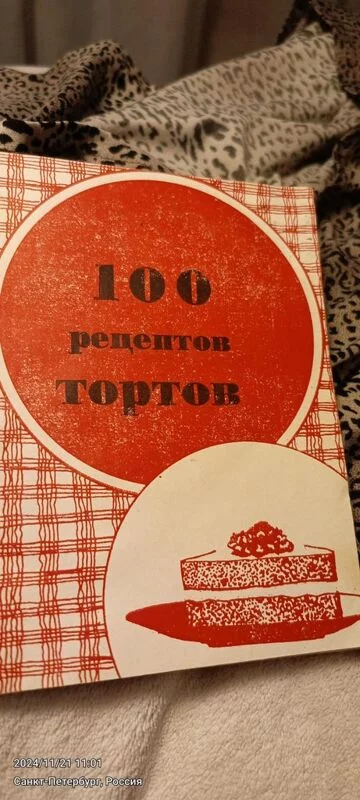 100
рецептов
тортов
2024/11/21 11:01
Санкт-Петербург, Россия